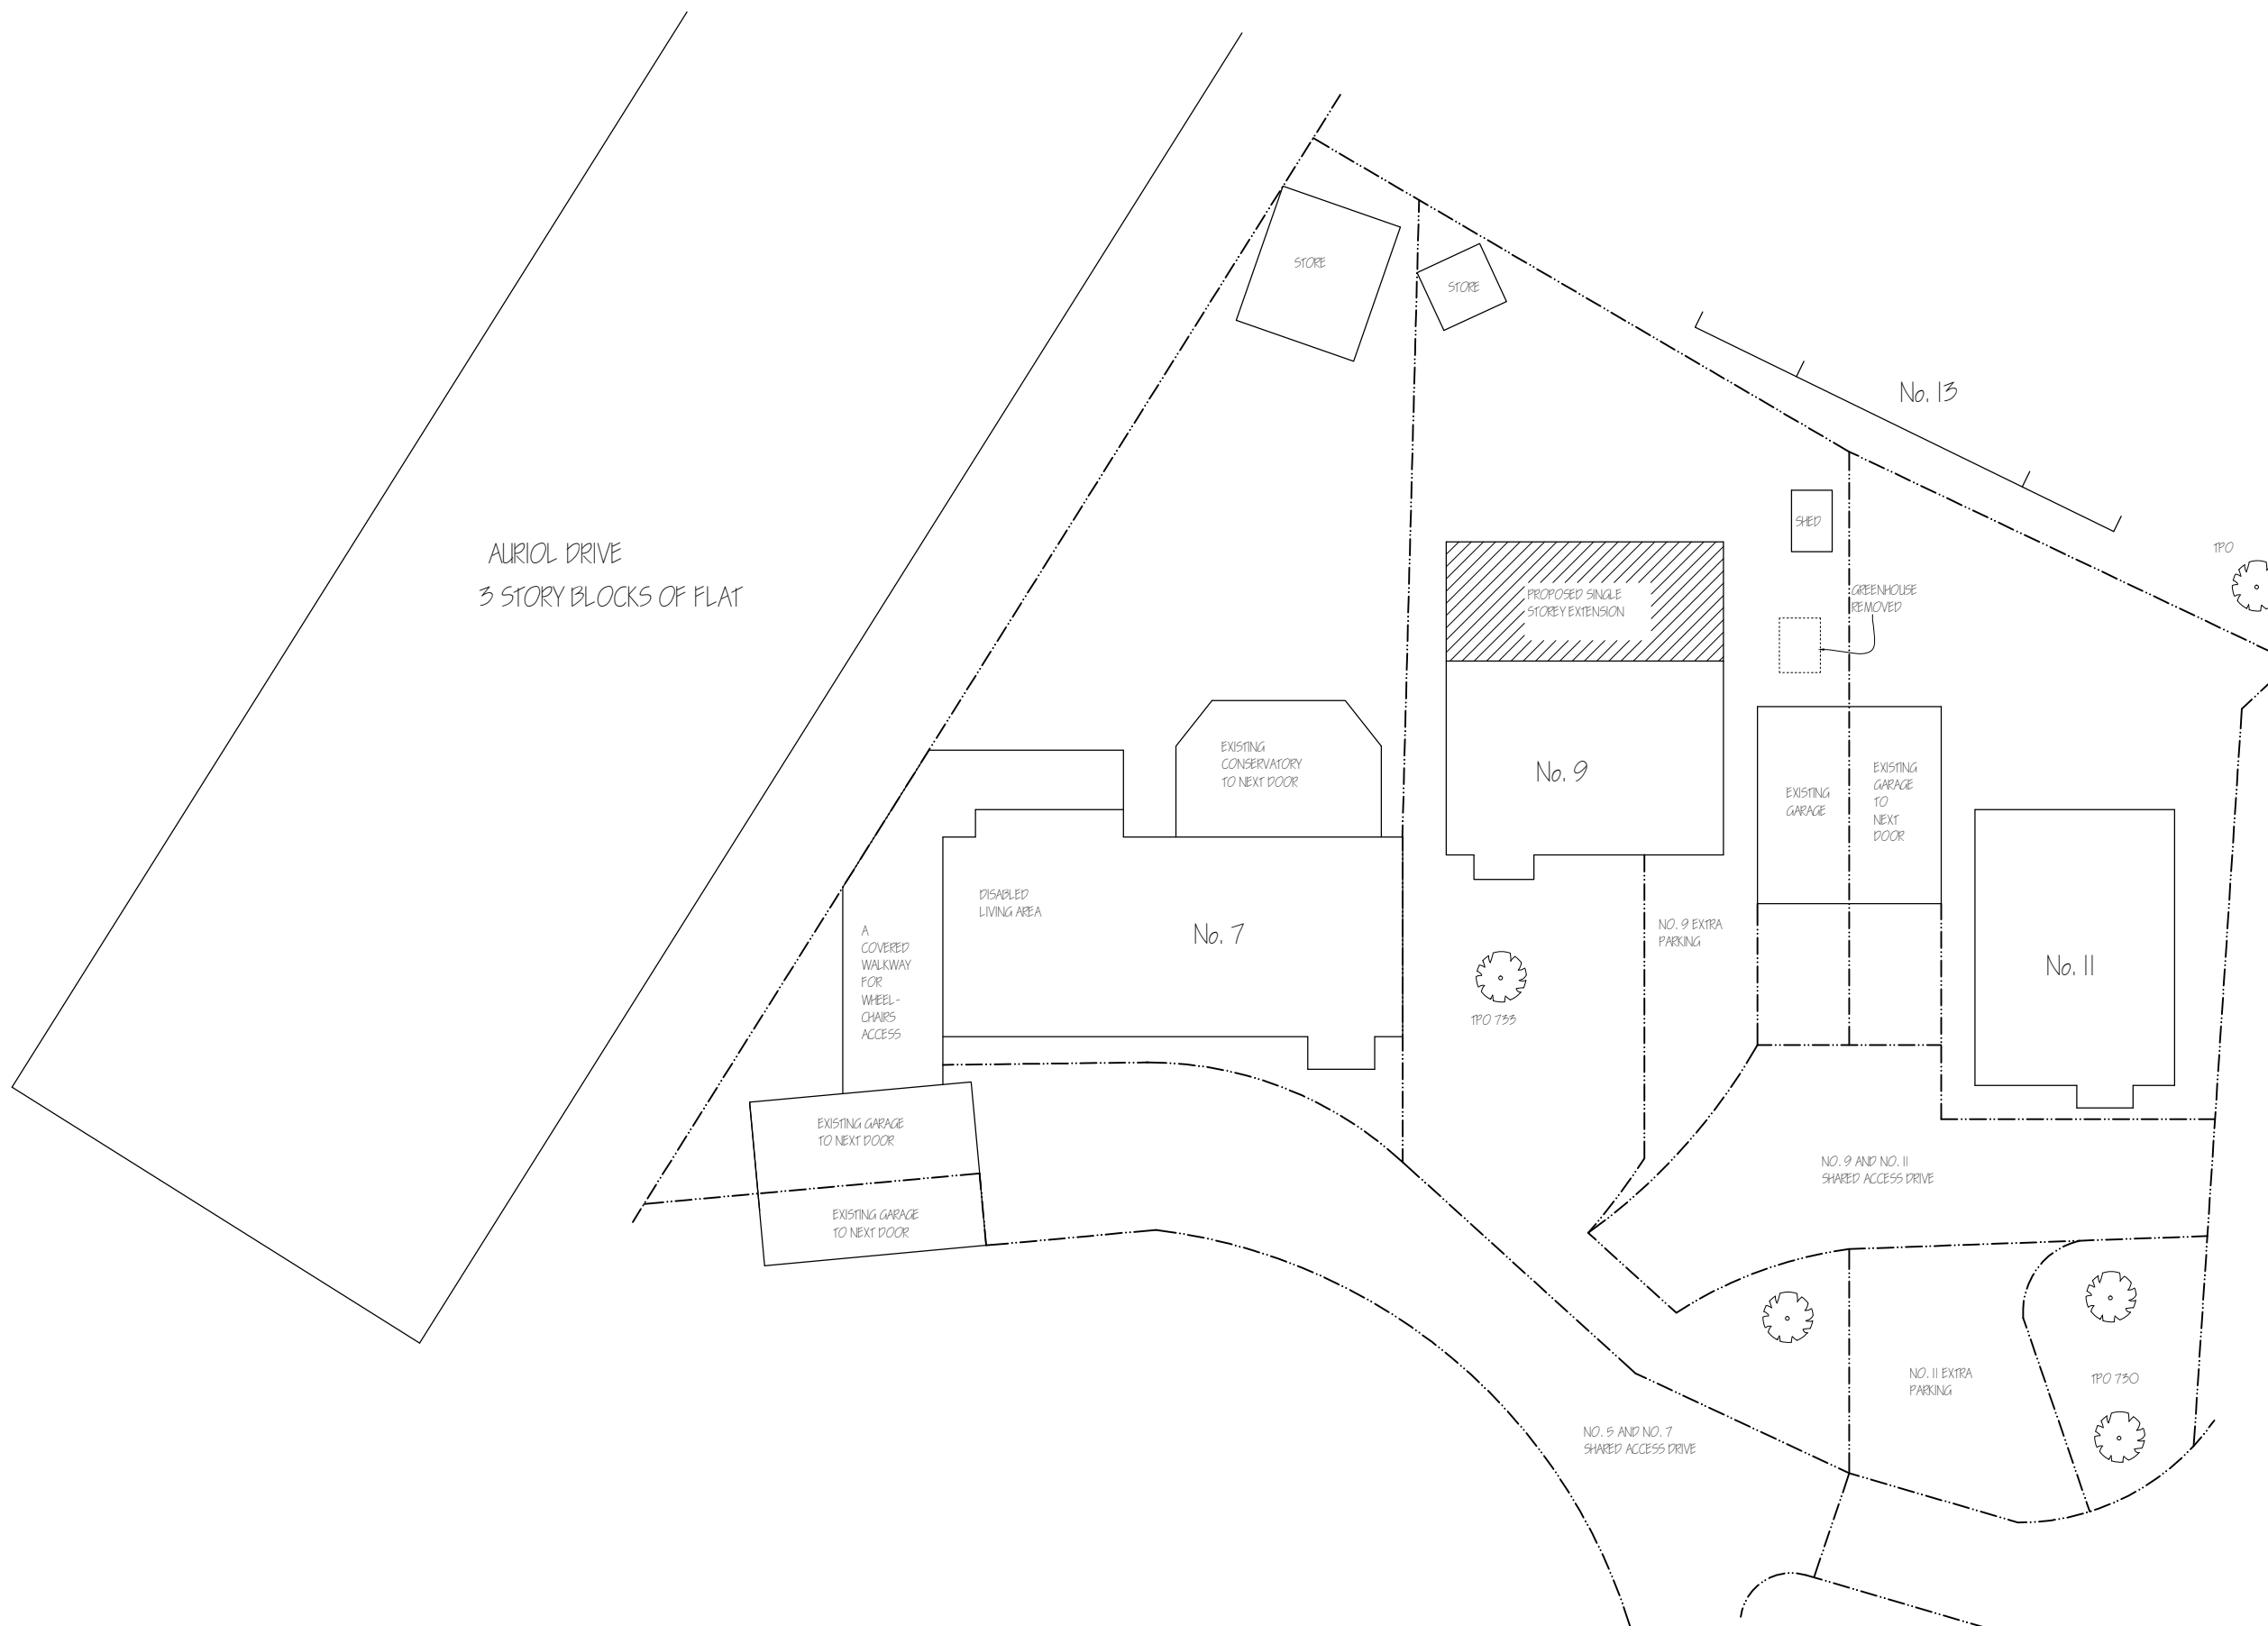 STORE
STORE
No. 13
SHED
AURIOL DRIVE
3 STORY BLOCKS OF FLAT
TPO
GREENHOUSE
REMOVED
PROPOSED SINGLE
STOREY EXTENSION
EXISTING
CONSERVATORY
TO NEXT DOOR
No. 9
EXISTING
GARAGE
EXISTING
GARAGE
TO
NEXT
DOOR
DISABLED
LIVING AREA
No. 7
A
COVERED
WALKWAY
FOR
WHEEL-
CHAIRS
ACCESS
NO. 9 EXTRA
PARKING
No. 11
TPO 733
EXISTING GARAGE
TO NEXT DOOR
NO. 9 AND NO. 11
SHARED ACCESS DRIVE
EXISTING GARAGE
TO NEXT DOOR
NO. 11 EXTRA
PARKING
TPO 730
NO. 5 AND NO. 7
SHARED ACCESS DRIVE